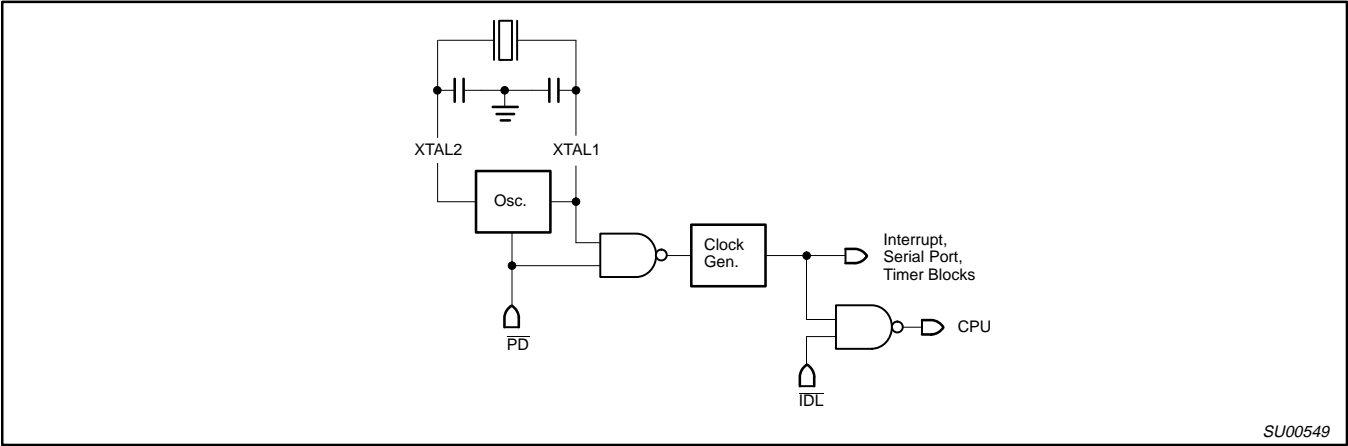 XTAL2
XTAL1
Osc.
Clock
Gen.
Interrupt,
Serial Port,
Timer Blocks
CPU
PD
IDL
SU00549